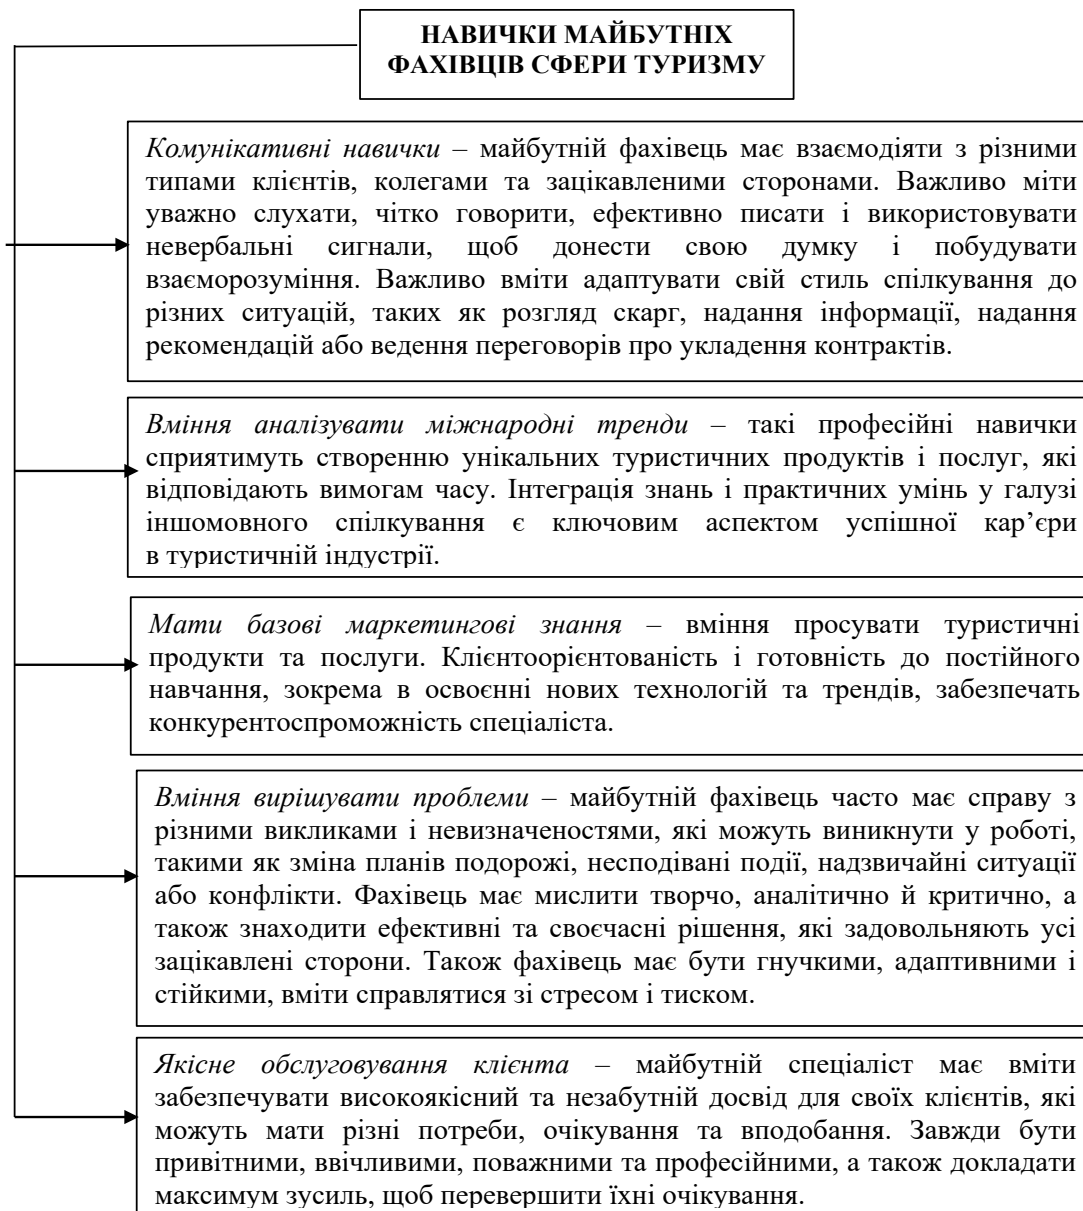 НАВИЧКИ МАЙБУТНІХ
ФАХІВЦІВ СФЕРИ ТУРИЗМУ
Комунікативні навички – майбутній фахівець має взаємодіяти з різними
типами клієнтів, колегами та зацікавленими сторонами. Важливо міти
уважно слухати, чітко говорити, ефективно писати і використовувати
невербальні сигнали, щоб донести свою думку і побудувати
взаєморозуміння. Важливо вміти адаптувати свій стиль спілкування до
різних ситуацій, таких як розгляд скарг, надання інформації, надання
рекомендацій або ведення переговорів про укладення контрактів.
Вміння аналізувати міжнародні тренди – такі професійні навички
сприятимуть створенню унікальних туристичних продуктів і послуг, які
відповідають вимогам часу. Інтеграція знань і практичних умінь у галузі
іншомовного спілкування є ключовим аспектом успішної кар’єри
в туристичній індустрії.
Мати базові маркетингові знання – вміння просувати туристичні
продукти та послуги. Клієнтоорієнтованість і готовність до постійного
навчання, зокрема в освоєнні нових технологій та трендів, забезпечать
конкурентоспроможність спеціаліста.
Вміння вирішувати проблеми – майбутній фахівець часто має справу з
різними викликами і невизначеностями, які можуть виникнути у роботі,
такими як зміна планів подорожі, несподівані події, надзвичайні ситуації
або конфлікти. Фахівець має мислити творчо, аналітично й критично, а
також знаходити ефективні та своєчасні рішення, які задовольняють усі
зацікавлені сторони. Також фахівець має бути гнучкими, адаптивними і
стійкими, вміти справлятися зі стресом і тиском.
Якісне обслуговування клієнта – майбутній спеціаліст має вміти
забезпечувати високоякісний та незабутній досвід для своїх клієнтів, які
можуть мати різні потреби, очікування та вподобання. Завжди бути
привітними, ввічливими, поважними та професійними, а також докладати
максимум зусиль, щоб перевершити їхні очікування.